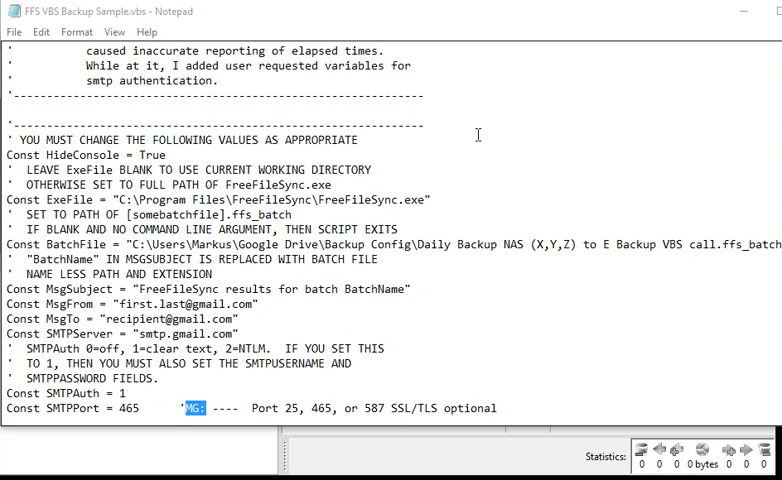 FFS VBS Backup Sample.vbs - Notepad
File Edit Format View Help
'         caused inaccurate reporting of elapsed times.
'         While at it, I added user requested variables for
'         smtp authentication.
'-------------------------------------------------------
'-------------------------------------------------------
' YOU MUST CHANGE THE FOLLOWING VALUES AS APPROPRIATE
Const HideConsole = True
'  LEAVE ExeFile BLANK TO USE CURRENT WORKING DIRECTORY
'  OTHERWISE SET TO FULL PATH OF FreeFileSync.exe
Const ExeFile = "C:\Program Files\FreeFileSync\FreeFileSync.exe"
'  SET TO PATH OF [somebatchfile].ffs_batch
'  IF BLANK AND NO COMMAND LINE ARGUMENT, THEN SCRIPT EXITS
Const BatchFile = "C:\Users\Markus\Google Drive\Backup Config\Daily Backup NAS (X,Y,Z) to E Backup VBS call.ffs_batch
'  "BatchName" IN MSGSUBJECT IS REPLACED WITH BATCH FILE
'  NAME LESS PATH AND EXTENSION
Const MsgSubject = "FreeFileSync results for batch BatchName"
Const MsgFrom = "first.last@gmail.com"
Const MsgTo = "recipient@gmail.com"
Const SMTPServer = "smtp.gmail.com"
'  SMTPAuth 0=off, 1=clear text, 2=NTLM.  IF YOU SET THIS
'  TO 1, THEN YOU MUST ALSO SET THE SMTPUSERNAME AND
'  SMTPPASSWORD FIELDS.
Const SMTPAuth = 1
Const SMTPPort = 465      'MG: ----  Port 25, 465, or 587 SSL/TLS optional
Statistics:
0 0 0 0 bytes 0 0 0